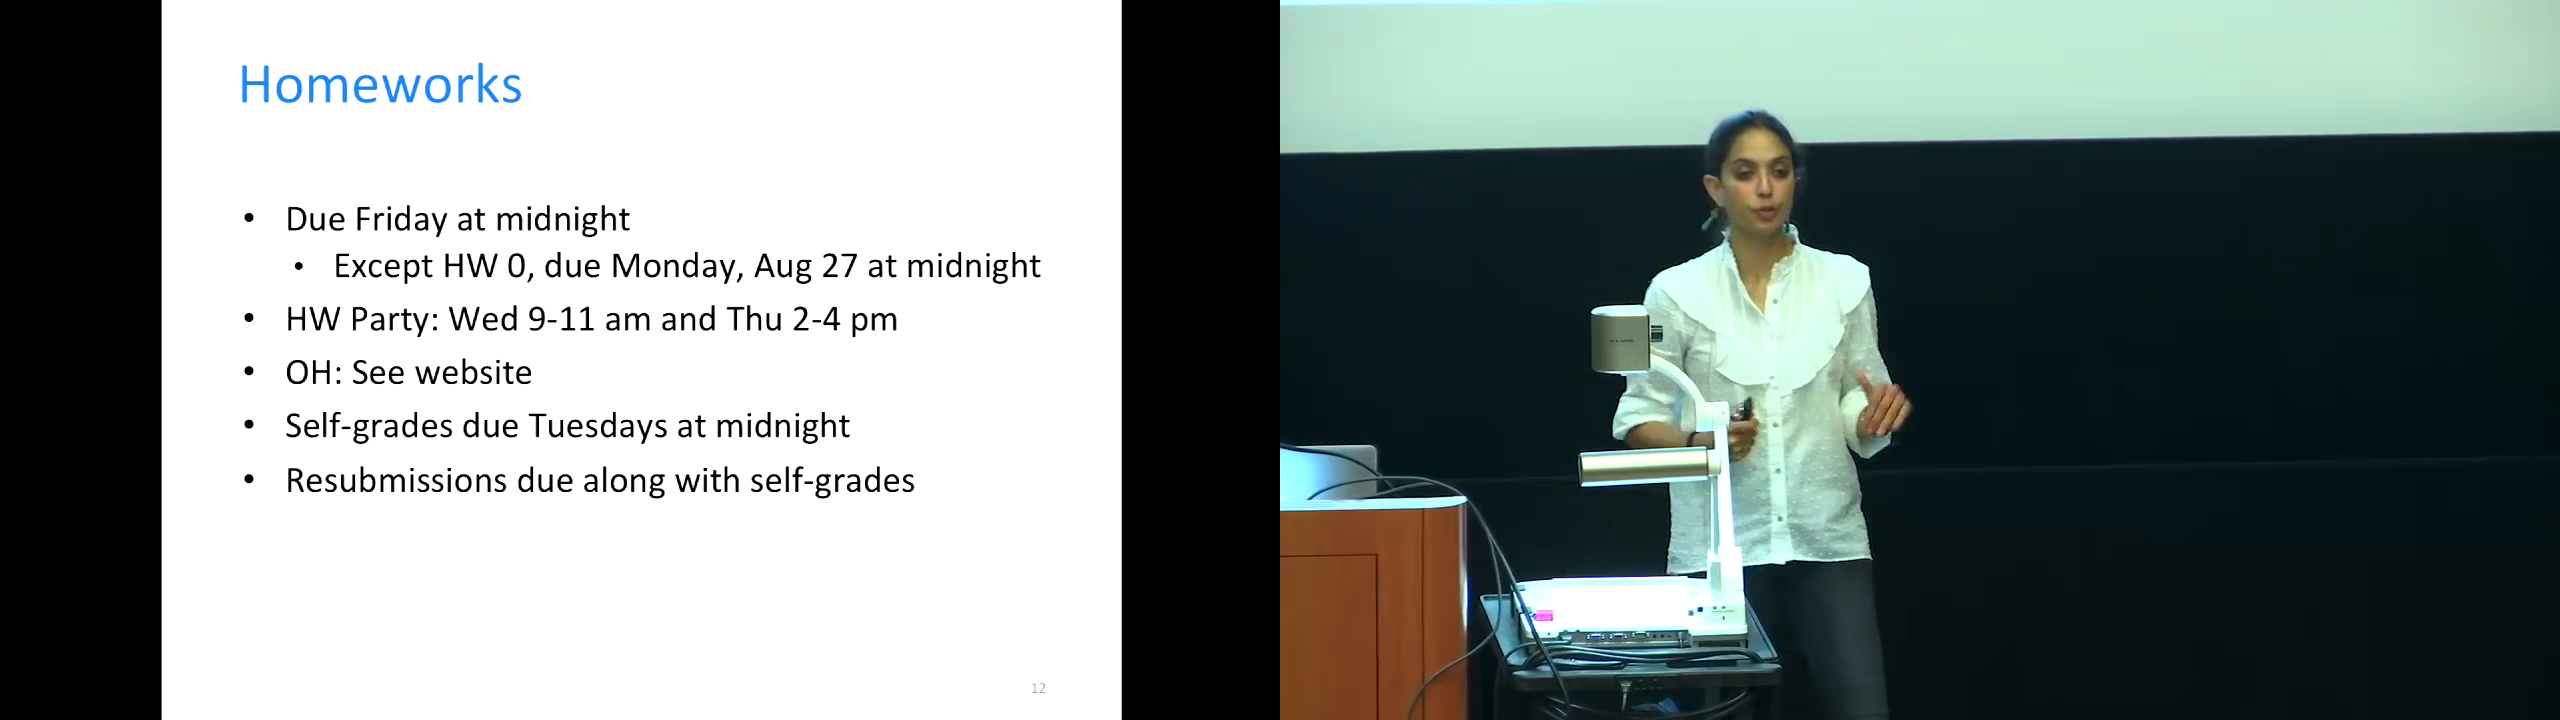 Homeworks
• Due Friday at midnight
• Except HW 0, due Monday, Aug 27 at midnight
• HW Party: Wed 9-11 am and Thu 2-4 pm
• OH: See website
• Self-grades due Tuesdays at midnight
• Resubmissions due along with self-grades
12